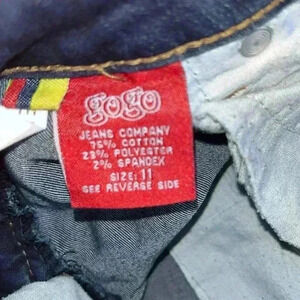 gogo
JEANS COMPANY
75% COTTON
23% POLYESTER
2% SPANDEX
SIZE: 11
SEE REVERSE SIDE